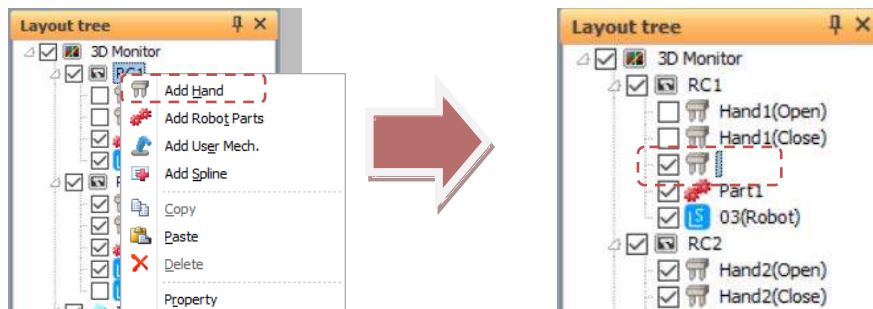 Layout tree
3D Monitor
RC1
Add Hand
Add Robot Parts
Add User Mech.
Add Spline
Copy
Paste
Delete
Property
Layout tree
3D Monitor
RC1
Hand1(Open)
Hand1(Close)
Part1
03(Robot)
RC2
Hand2(Open)
Hand2(Close)